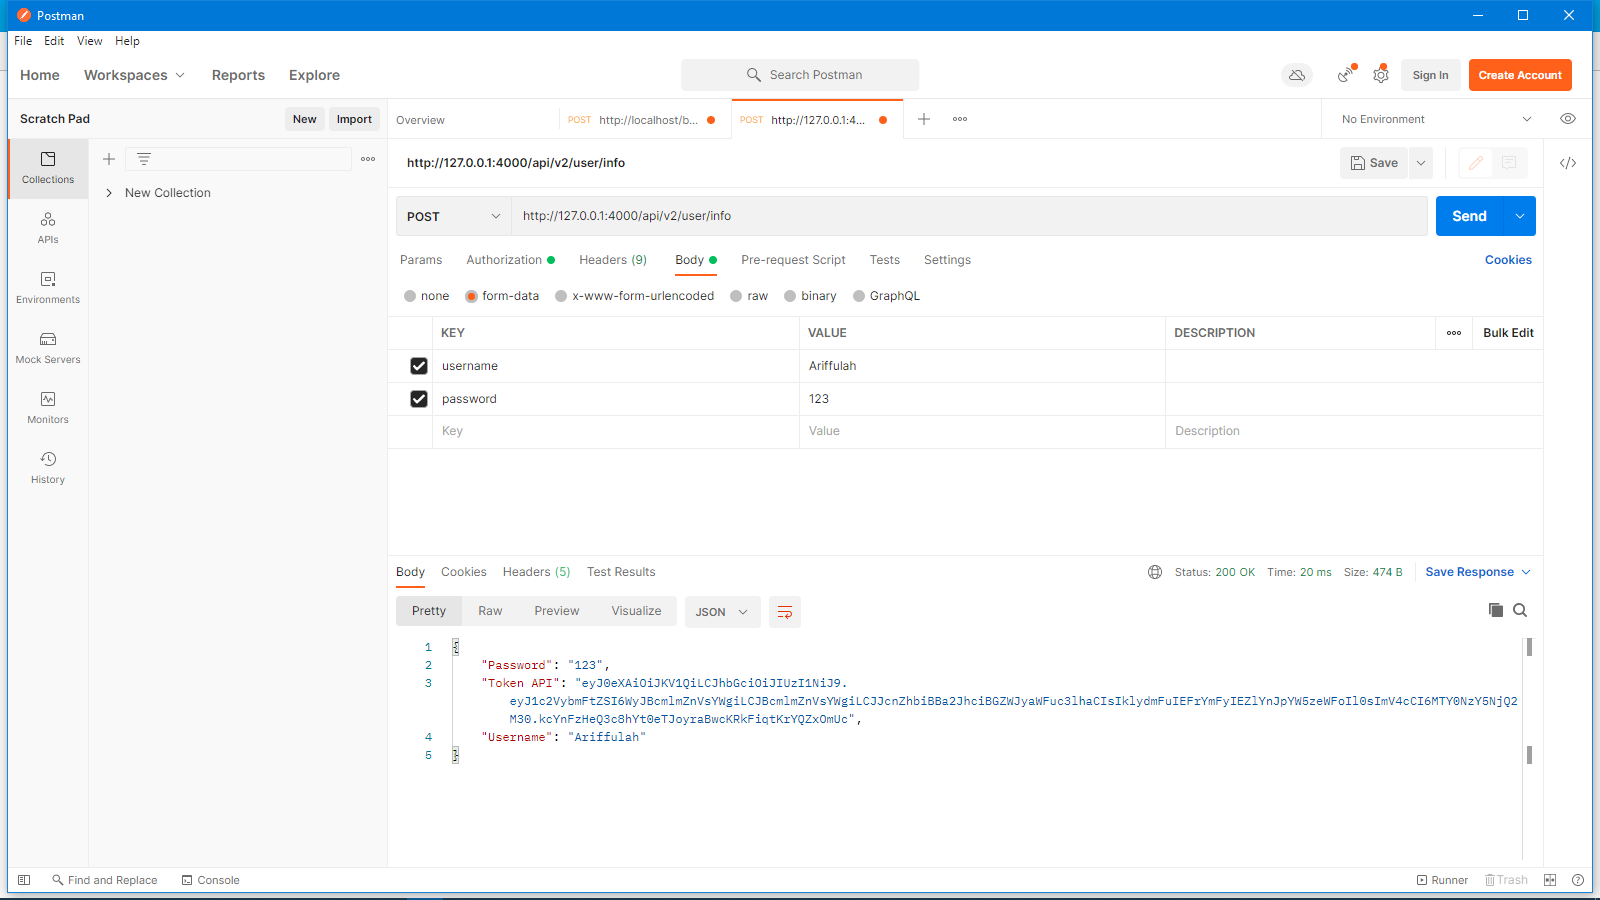 Postman
File Edit View Help
Home Workspaces Reports Explore
Search Postman
Sign In
Create Account
Scratch Pad
New
Import
Overview
POST http://localhost/b...
POST http://127.0.0.1:4...
No Environment
http://127.0.0.1:4000/api/v2/user/info
Save
Collections
New Collection
APIs
Environments
Mock Servers
Monitors
History
POST
http://127.0.0.1:4000/api/v2/user/info
Send
Params Authorization Headers (9) Body Pre-request Script Tests Settings
Cookies
none form-data x-www-form-urlencoded raw binary GraphQL
KEY VALUE DESCRIPTION
Bulk Edit
username Ariffulah
password 123
Key Value Description
Body Cookies Headers (5) Test Results
Status: 200 OK Time: 20 ms Size: 474 B
Save Response
Pretty Raw Preview Visualize
JSON
1 {
2 "Password": "123",
3 "Token API": "eyJ0eXAiOiJKV1QiLCJhbGciOiJIUzI1NiJ9.
eyJ1c2VybmFtZSI6WyJBcmlmZnVsYWgiLCJBcmlmZnVsYWgiLCJJcnZhbiBBa2JhciBGZWJyaWFuc3lhaCIsIklydmFuIEFrYmFyIEZlYnJpYW5zeWFoIl0sImV4cCI6MTY0NzY5NjQ2
M30.kcYnFzHeQ3c8hYt0eTJoyraBwcKRkFiqtKrYQZxOmUc",
4 "Username": "Ariffulah"
5 }
Find and Replace
Console
Runner
Trash